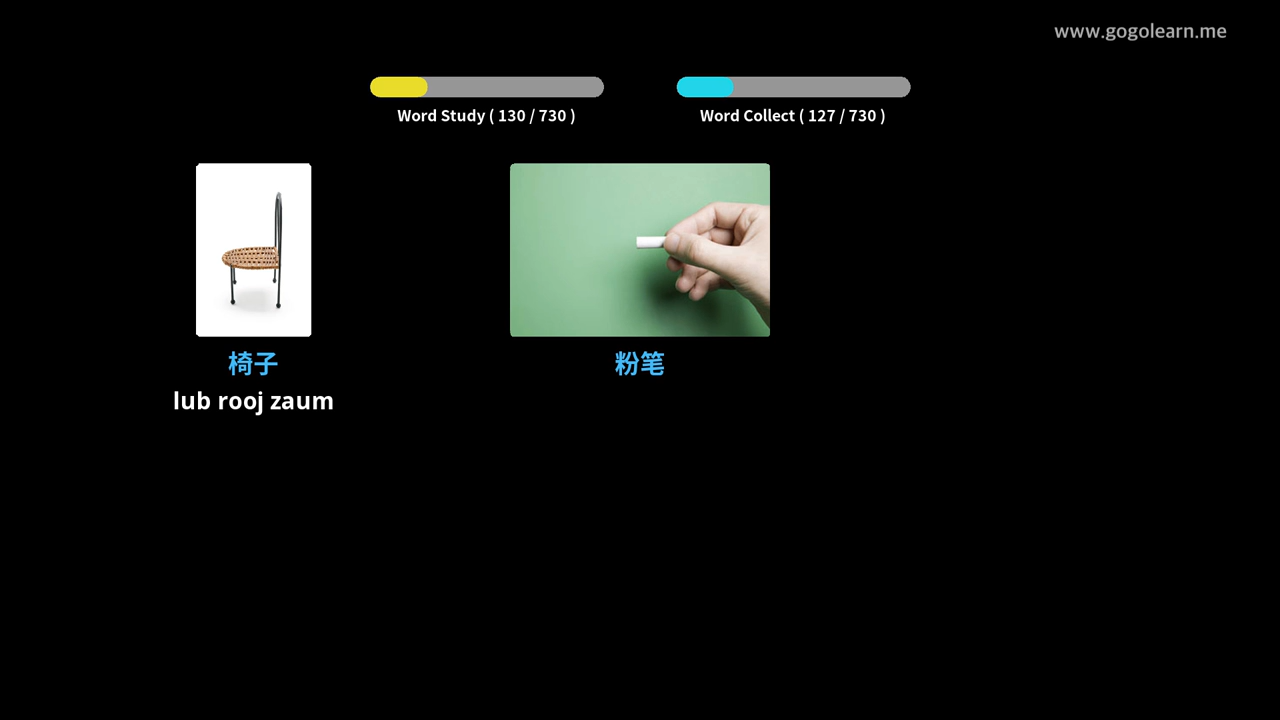 www.gogolearn.me
Word Study ( 130 / 730 )
Word Collect ( 127 / 730 )
椅子
粉笔
lub rooj zaum